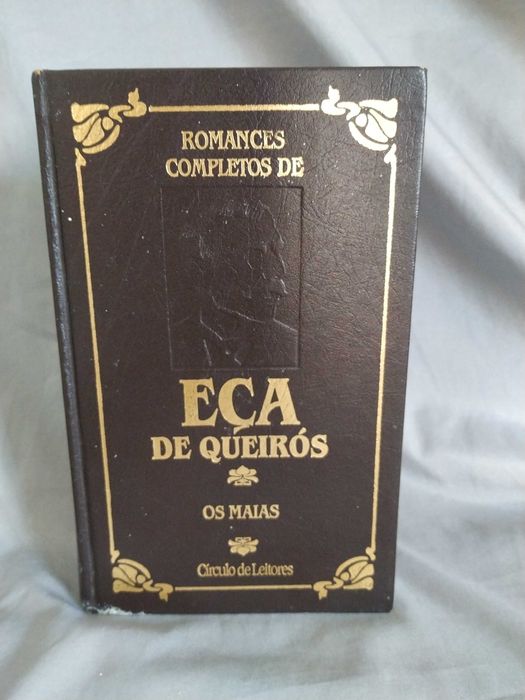 ROMANCES
COMPLETOS DE
EÇA
DE QUEIRÓS
OS MAIAS
Círculo de Leitores